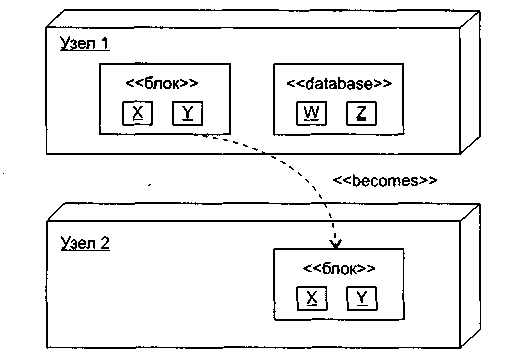 Узел 1
<<блок>>
X Y
<<database>>
W Z
<<becomes>>
Узел 2
<<блок>>
X Y